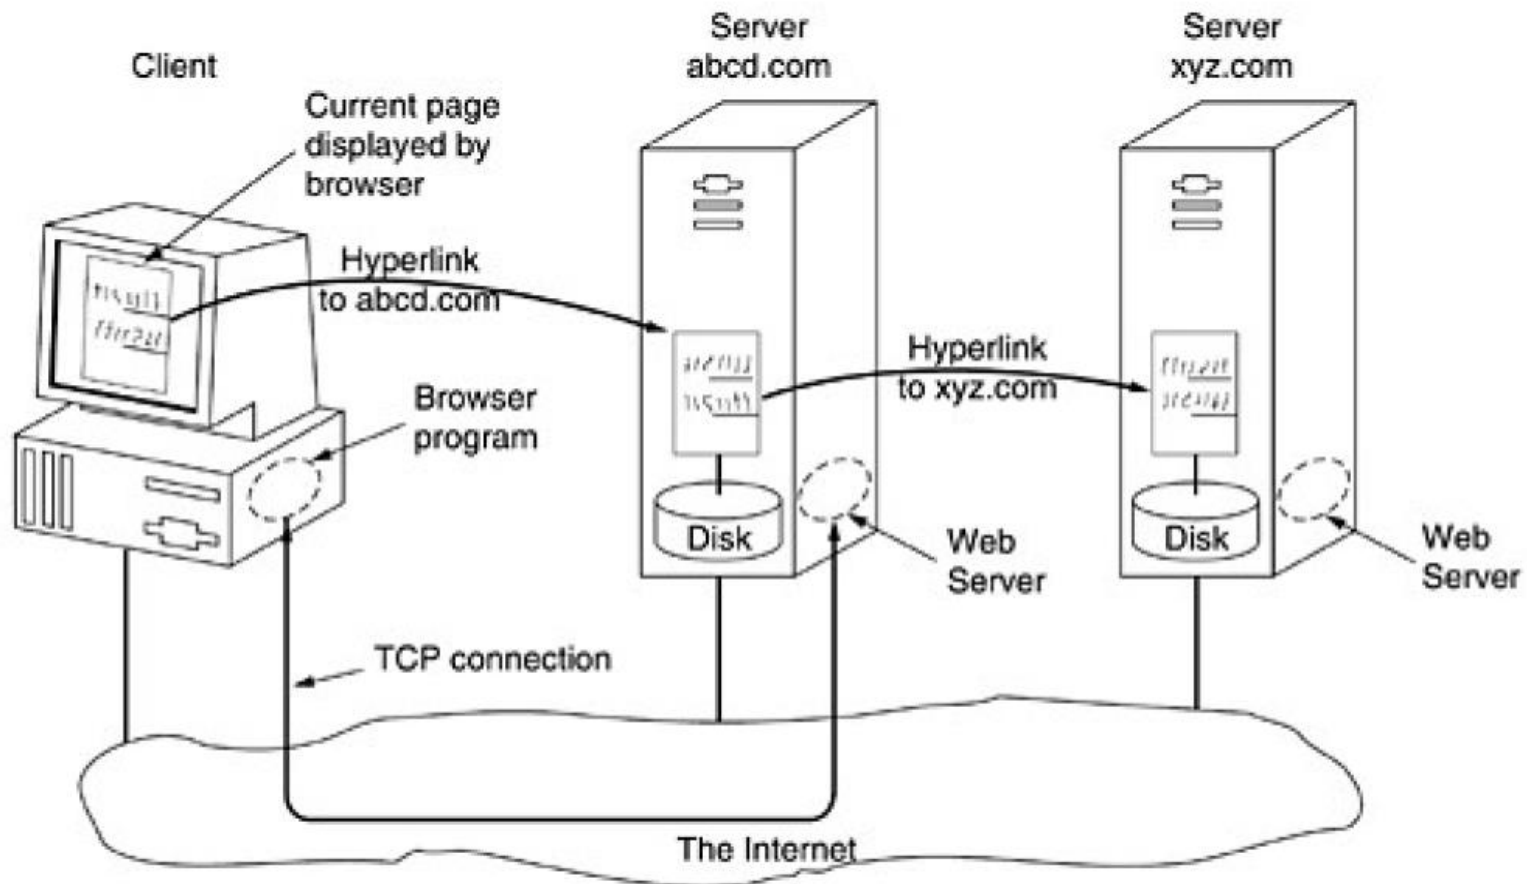 Client
Server
abcd.com
Server
xyz.com
Current page
displayed by
browser
Hyperlink
to abcd.com
Hyperlink
to xyz.com
Browser
program
Disk
Web
Server
Disk
Web
Server
TCP connection
The Internet